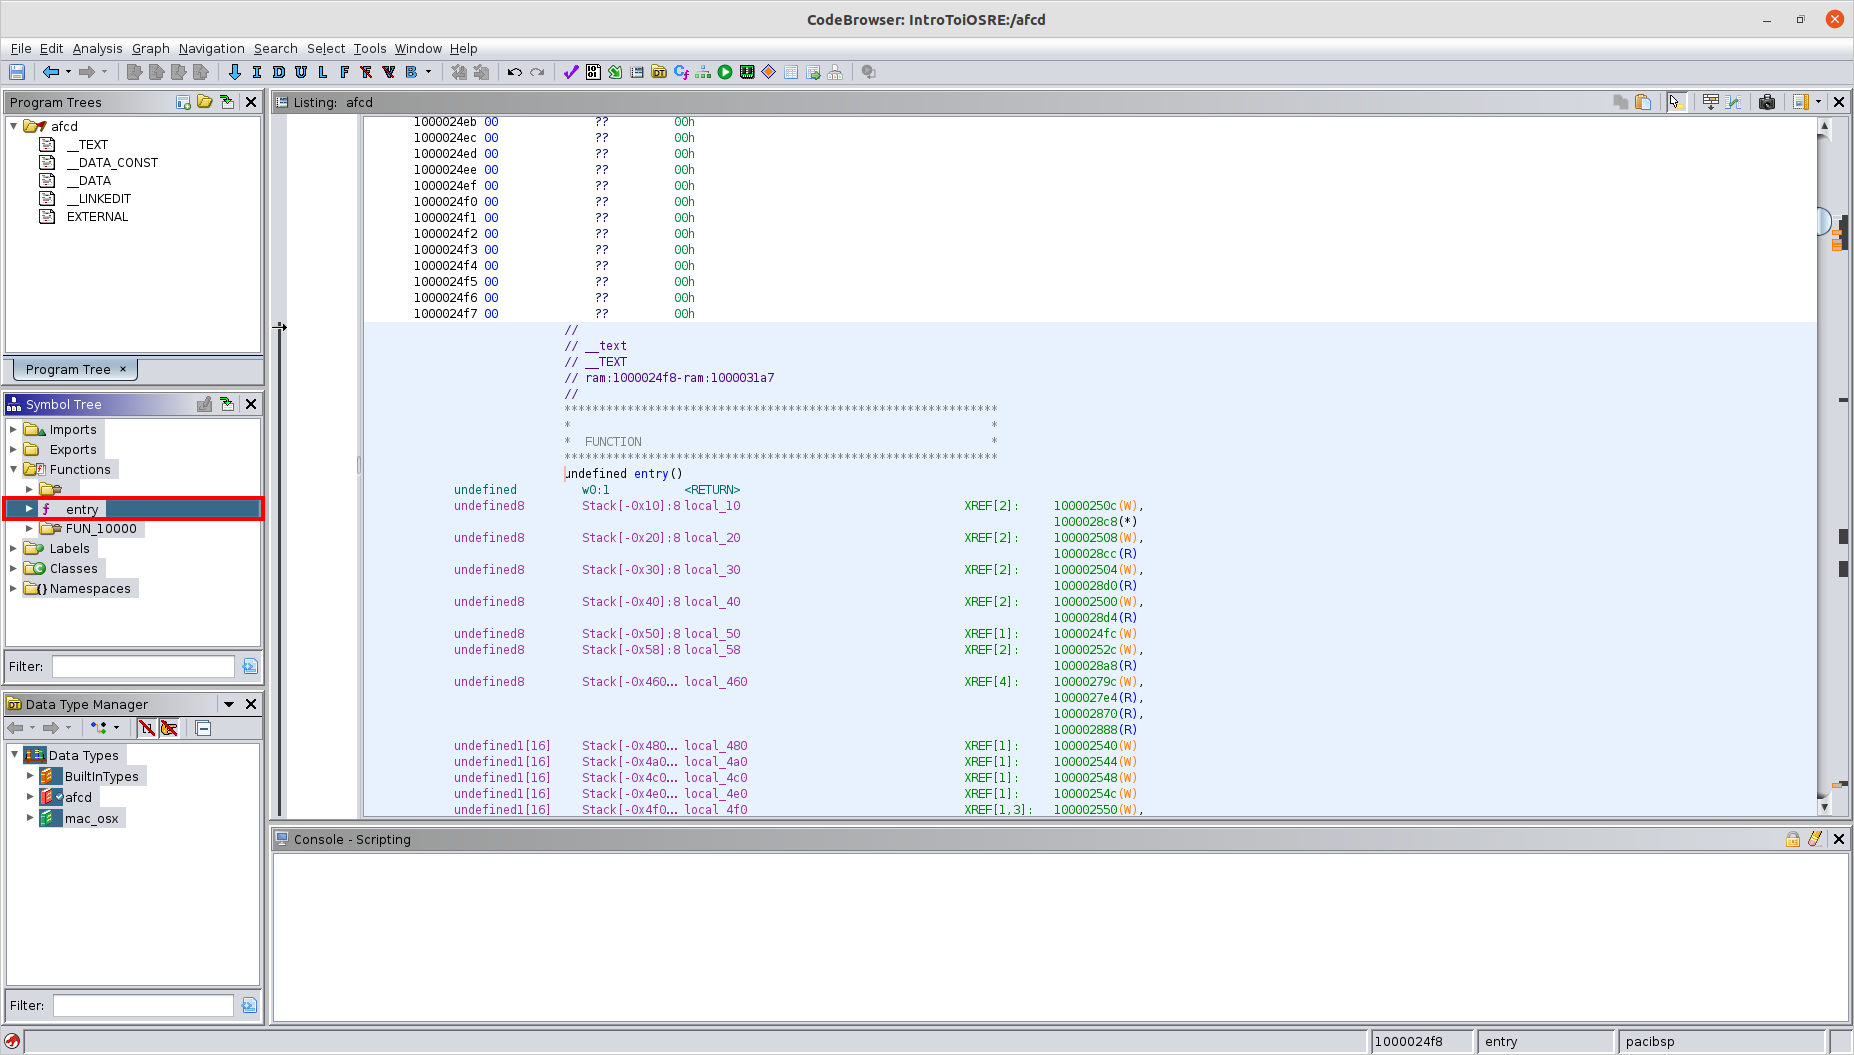 CodeBrowser: IntroToiOSRE:/afcd
File Edit Analysis Graph Navigation Search Select Tools Window Help
I D U L F B
Program Trees
afcd
__TEXT
__DATA_CONST
__DATA
__LINKEDIT
EXTERNAL
Program Tree ×
Symbol Tree
Imports
Exports
Functions
f entry
FUN_10000
Labels
Classes
Namespaces
Filter:
Data Type Manager
Data Types
BuiltInTypes
afcd
mac_osx
Filter:
Listing: afcd
1000024eb 00 ?? 00h
1000024ec 00 ?? 00h
1000024ed 00 ?? 00h
1000024ee 00 ?? 00h
1000024ef 00 ?? 00h
1000024f0 00 ?? 00h
1000024f1 00 ?? 00h
1000024f2 00 ?? 00h
1000024f3 00 ?? 00h
1000024f4 00 ?? 00h
1000024f5 00 ?? 00h
1000024f6 00 ?? 00h
1000024f7 00 ?? 00h
//
// __text
// __TEXT
// ram:1000024f8-ram:1000031a7
//
**************************************************************
* *
* FUNCTION *
**************************************************************
undefined entry()
undefined w0:1 <RETURN>
undefined8 Stack[-0x10]:8 local_10 XREF[2]: 10000250c(W),
1000028c8(*)
undefined8 Stack[-0x20]:8 local_20 XREF[2]: 100002508(W),
1000028cc(R)
undefined8 Stack[-0x30]:8 local_30 XREF[2]: 100002504(W),
1000028d0(R)
undefined8 Stack[-0x40]:8 local_40 XREF[2]: 100002500(W),
1000028d4(R)
undefined8 Stack[-0x50]:8 local_50 XREF[1]: 1000024fc(W)
undefined8 Stack[-0x58]:8 local_58 XREF[2]: 10000252c(W),
1000028a8(R)
undefined8 Stack[-0x460... local_460 XREF[4]: 10000279c(W),
1000027e4(R),
100002870(R),
100002888(R)
undefined1[16] Stack[-0x480... local_480 XREF[1]: 100002540(W)
undefined1[16] Stack[-0x4a0... local_4a0 XREF[1]: 100002544(W)
undefined1[16] Stack[-0x4c0... local_4c0 XREF[1]: 100002548(W)
undefined1[16] Stack[-0x4e0... local_4e0 XREF[1]: 10000254c(W)
undefined1[16] Stack[-0x4f0... local_4f0 XREF[1,3]: 100002550(W),
Console - Scripting
1000024f8 entry pacibsp